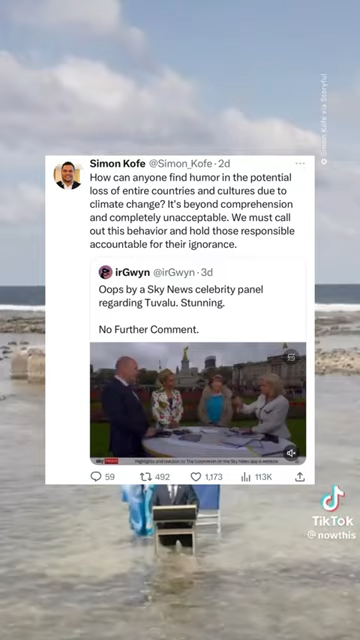 Simon Kofe via Storyful
Simon Kofe @Simon_Kofe · 2d
How can anyone find humor in the potential
loss of entire countries and cultures due to
climate change? It's beyond comprehension
and completely unacceptable. We must call
out this behavior and hold those responsible
accountable for their ignorance.
irGwyn @irGwyn · 3d
Oops by a Sky News celebrity panel
regarding Tuvalu. Stunning.
No Further Comment.
59 492 1,173 113K
TikTok
@nowthis